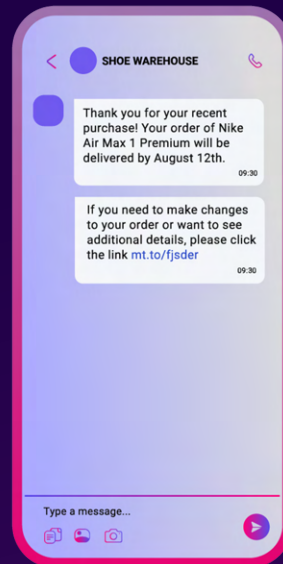 SHOE WAREHOUSE
Thank you for your recent
purchase! Your order of Nike
Air Max 1 Premium will be
delivered by August 12th.
09:30
If you need to make changes
to your order or want to see
additional details, please click
the link mt.to/fjsder
09:30
Type a message...